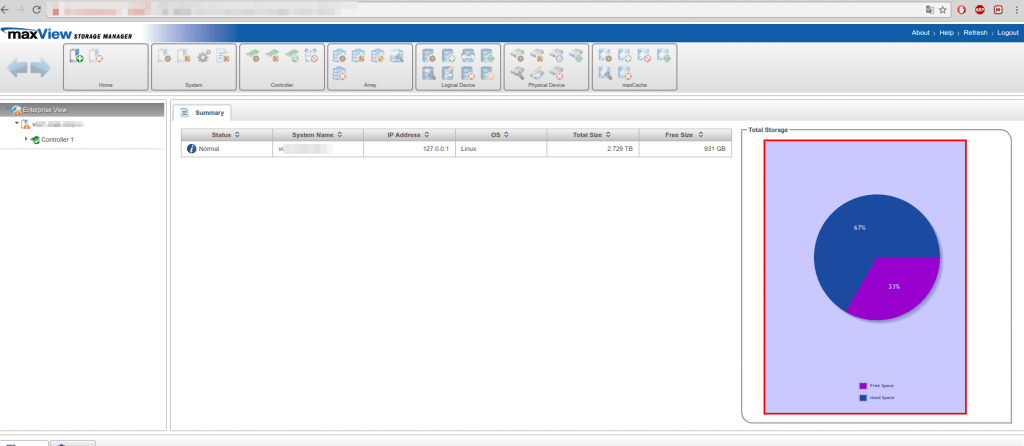 maxView STORAGE MANAGER
About | Help | Refresh | Logout
Home
System
Controller
Array
Logical Device
Physical Device
maxCache
Enterprise View
Controller 1
Summary
Status System Name IP Address OS Total Size Free Size
Normal 127.0.0.1 Linux 2.729 TB 931 GB
Total Storage
67%
33%
Free Space
Used Space